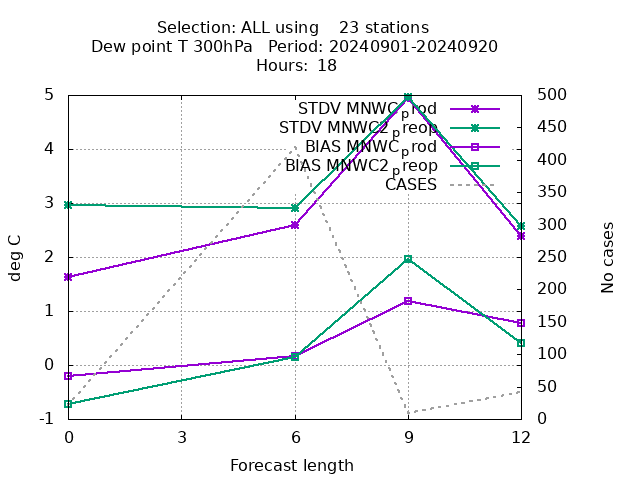 Selection: ALL using    23 stations
Dew point T 300hPa   Period: 20240901-20240920
Hours: 18
STDV MNWC_prod
STDV MNWC2_preop
BIAS MNWC_prod
BIAS MNWC2_preop
CASES
5
4
3
2
1
0
-1
deg C
500
450
400
350
300
250
200
150
100
50
0
No cases
0 3 6 9 12
Forecast length